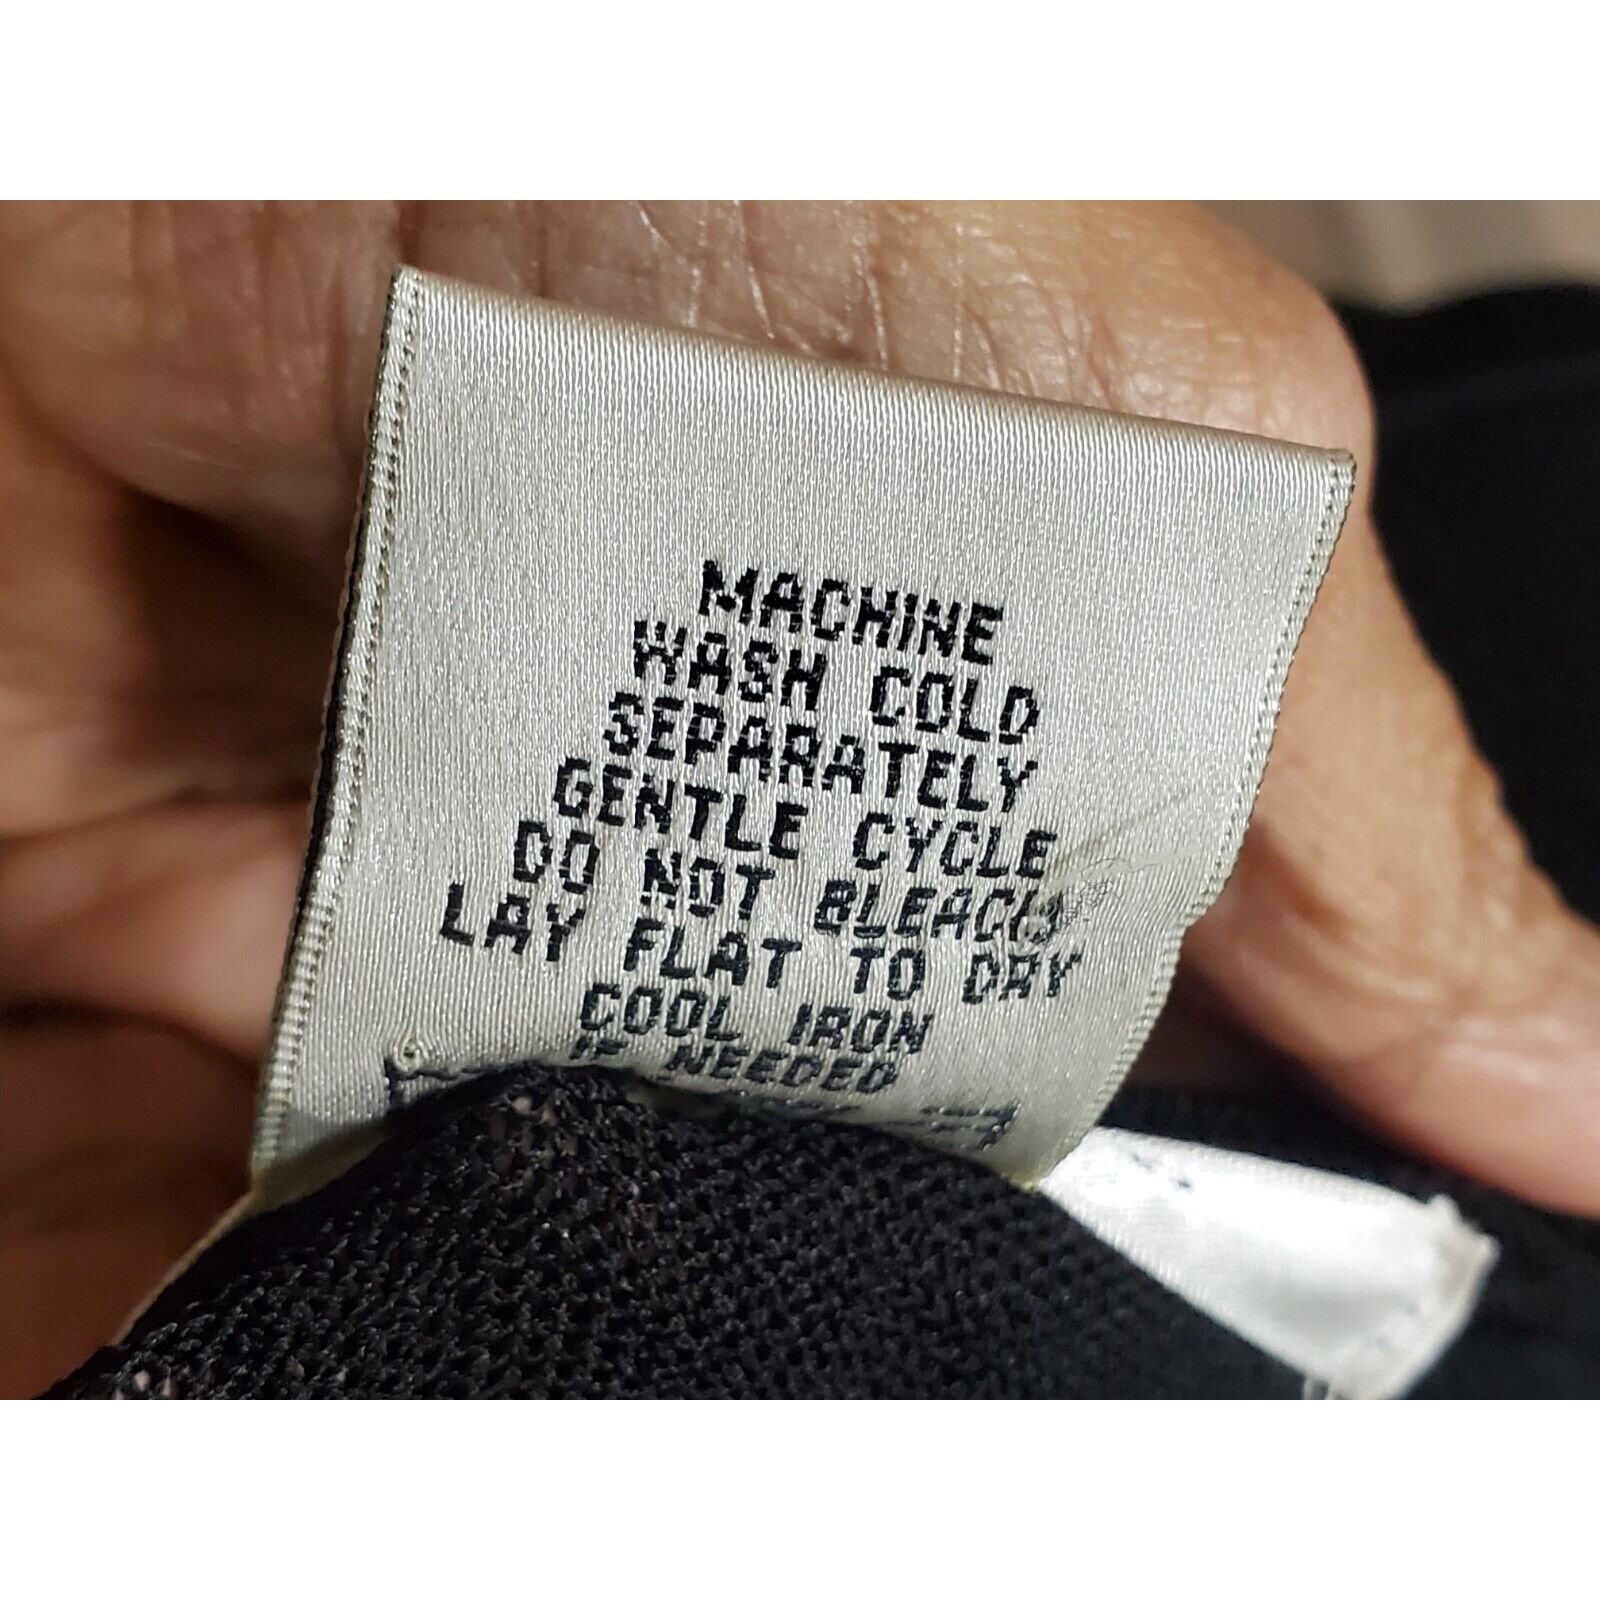 MACHINE
WASH COLD
SEPARATELY
GENTLE CYCLE
DO NOT BLEACH
LAY FLAT TO DRY
COOL IRON
IF NEEDED